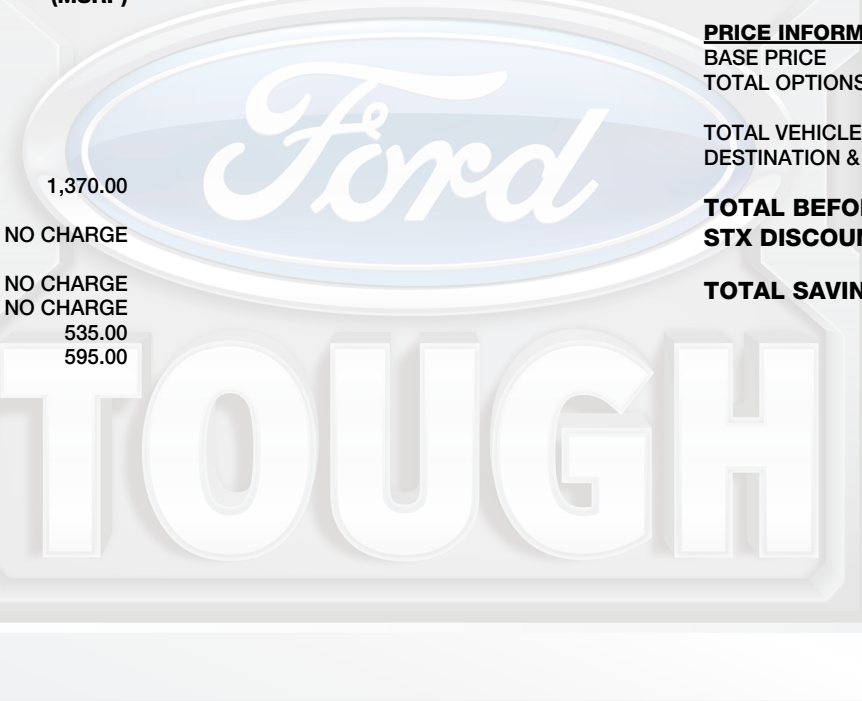 (MSRP)
1,370.00
NO CHARGE
NO CHARGE
NO CHARGE
535.00
595.00
PRICE INFORM
BASE PRICE
TOTAL OPTIONS
TOTAL VEHICLE
DESTINATION &
TOTAL BEFO
STX DISCOUN
TOTAL SAVIN
Ford
TOUGH